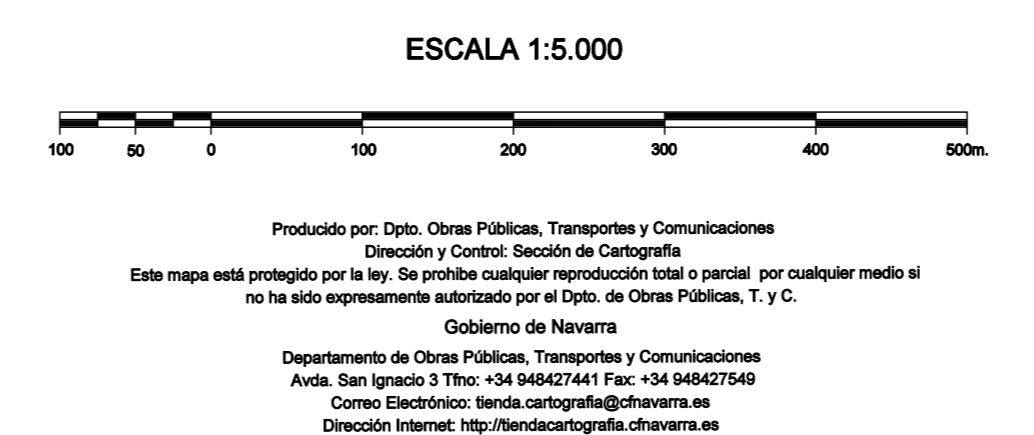 ESCALA 1:5.000
100 50 0 100 200 300 400 500m.
Producido por: Dpto. Obras Públicas, Transportes y Comunicaciones
Dirección y Control: Sección de Cartografía
Este mapa está protegido por la ley. Se prohibe cualquier reproducción total o parcial por cualquier medio si
no ha sido expresamente autorizado por el Dpto. de Obras Públicas, T. y C.
Gobierno de Navarra
Departamento de Obras Públicas, Transportes y Comunicaciones
Avda. San Ignacio 3 Tfno: +34 948427441 Fax: +34 948427549
Correo Electrónico: tienda.cartografia@cfnavarra.es
Dirección Internet: http://tiendacartografia.cfnavarra.es